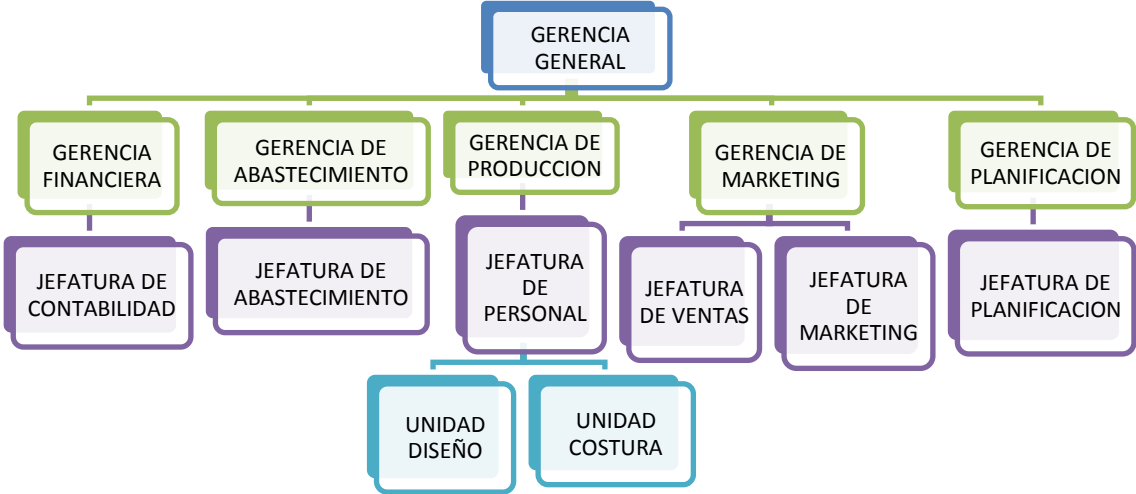 GERENCIA
GENERAL
GERENCIA
FINANCIERA
GERENCIA DE
ABASTECIMIENTO
GERENCIA DE
PRODUCCION
GERENCIA DE
MARKETING
GERENCIA DE
PLANIFICACION
JEFATURA DE
CONTABILIDAD
JEFATURA DE
ABASTECIMIENTO
JEFATURA
DE
PERSONAL
JEFATURA
DE VENTAS
JEFATURA
DE
MARKETING
JEFATURA DE
PLANIFICACION
UNIDAD
DISEÑO
UNIDAD
COSTURA